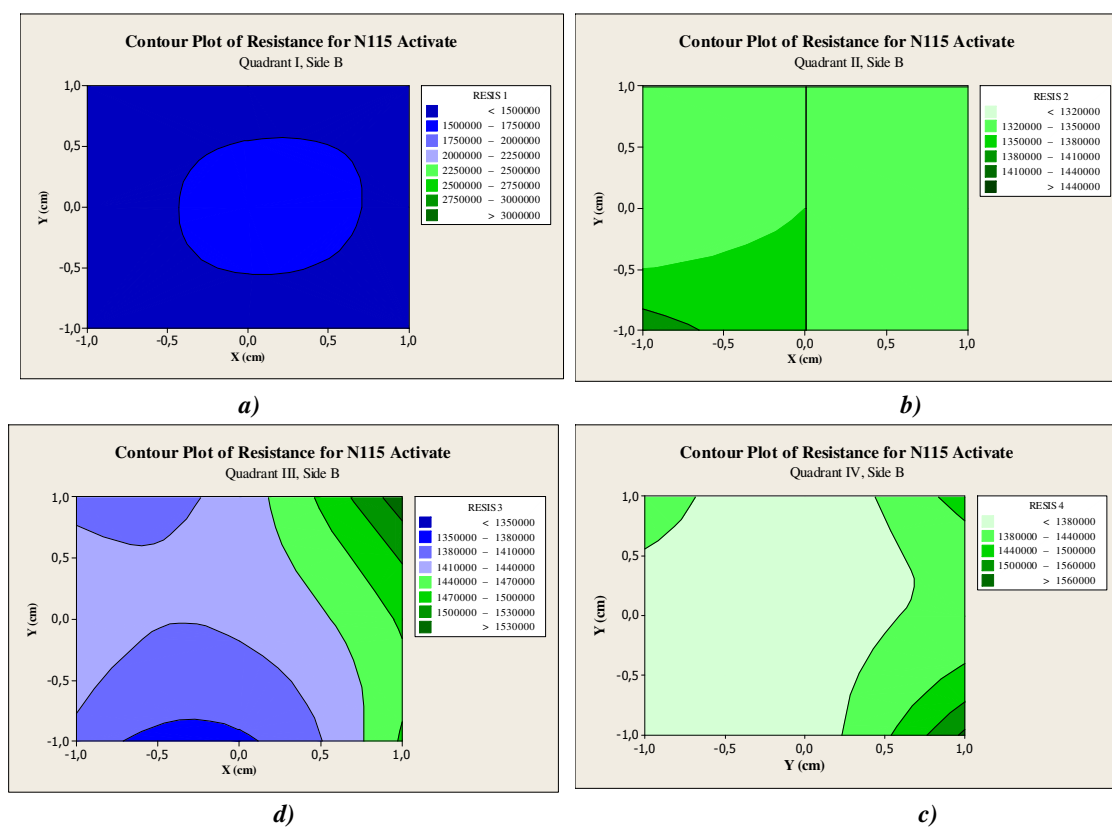 Contour Plot of Resistance for N115 Activate
Quadrant I, Side B
1,0
0,5
0,0
-0,5
-1,0
Y (cm)
-1,0 -0,5 0,0 0,5 1,0
X (cm)
RESIS 1
< 1500000
1500000 – 1750000
1750000 – 2000000
2000000 – 2250000
2250000 – 2500000
2500000 – 2750000
2750000 – 3000000
> 3000000
a)
Contour Plot of Resistance for N115 Activate
Quadrant II, Side B
1,0
0,5
0,0
-0,5
-1,0
Y (cm)
-1,0 -0,5 0,0 0,5 1,0
X (cm)
RESIS 2
< 1320000
1320000 – 1350000
1350000 – 1380000
1380000 – 1410000
1410000 – 1440000
> 1440000
b)
Contour Plot of Resistance for N115 Activate
Quadrant III, Side B
1,0
0,5
0,0
-0,5
-1,0
Y (cm)
-1,0 -0,5 0,0 0,5 1,0
X (cm)
RESIS 3
< 1350000
1350000 – 1380000
1380000 – 1410000
1410000 – 1440000
1440000 – 1470000
1470000 – 1500000
1500000 – 1530000
> 1530000
d)
Contour Plot of Resistance for N115 Activate
Quadrant IV, Side B
1,0
0,5
0,0
-0,5
-1,0
Y (cm)
-1,0 -0,5 0,0 0,5 1,0
Y (cm)
RESIS 4
< 1380000
1380000 – 1440000
1440000 – 1500000
1500000 – 1560000
> 1560000
c)